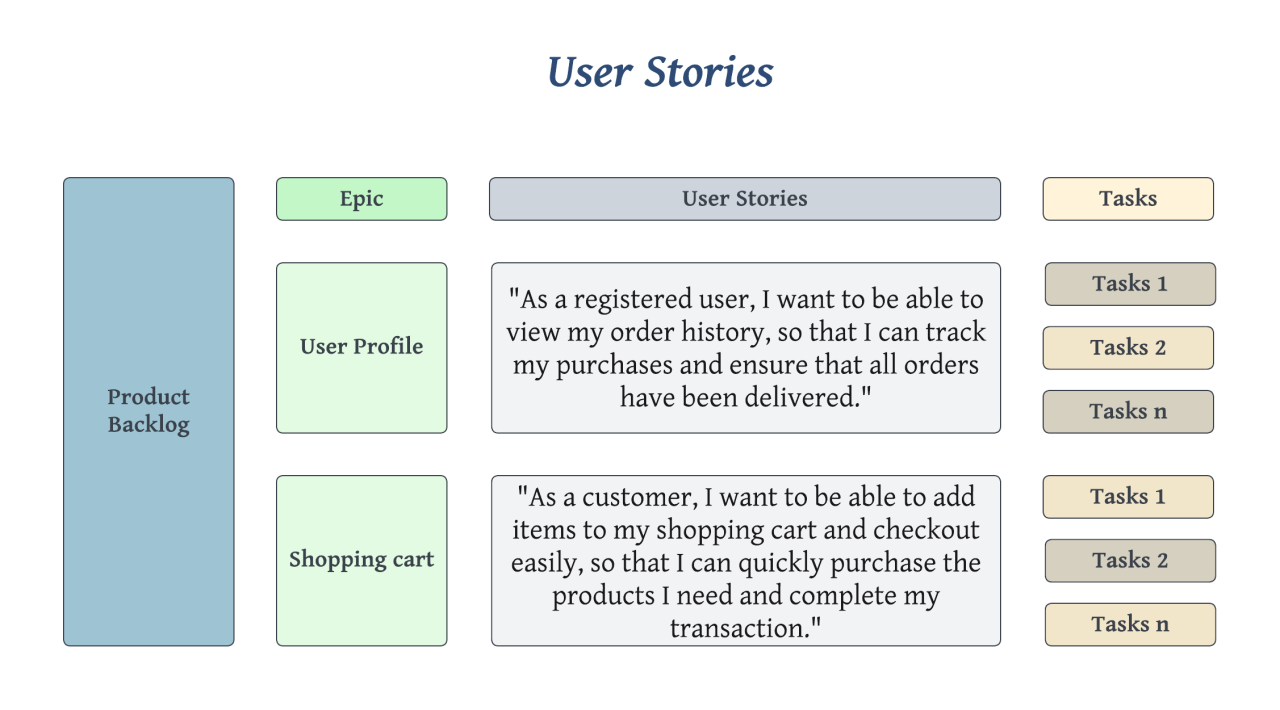 User Stories
Epic
User Stories
Tasks
Product
Backlog
User Profile
"As a registered user, I want to be able to
view my order history, so that I can track
my purchases and ensure that all orders
have been delivered."
Tasks 1
Tasks 2
Tasks n
Shopping cart
"As a customer, I want to be able to add
items to my shopping cart and checkout
easily, so that I can quickly purchase the
products I need and complete my
transaction."
Tasks 1
Tasks 2
Tasks n